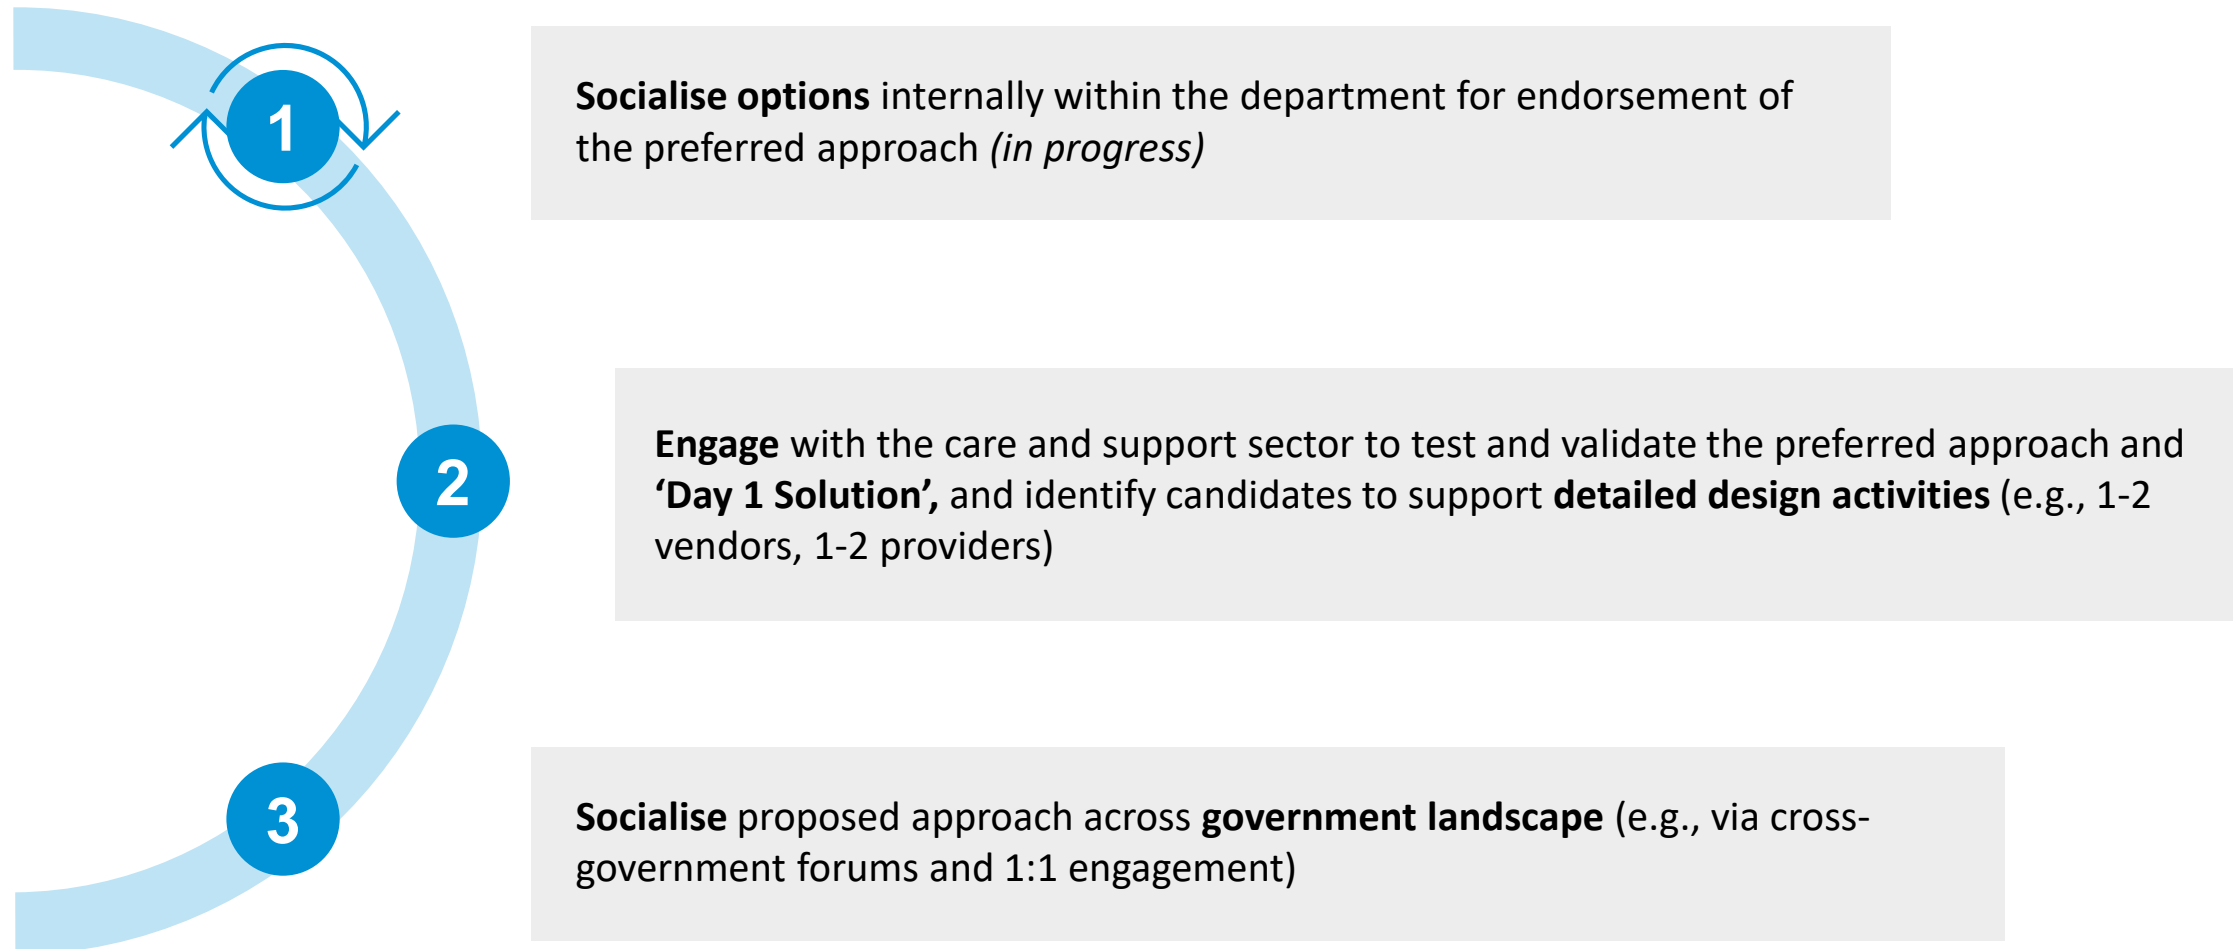 1
Socialise options internally within the department for endorsement of
the preferred approach (in progress)
2
Engage with the care and support sector to test and validate the preferred approach and
‘Day 1 Solution’, and identify candidates to support detailed design activities (e.g., 1-2
vendors, 1-2 providers)
3
Socialise proposed approach across government landscape (e.g., via cross-
government forums and 1:1 engagement)